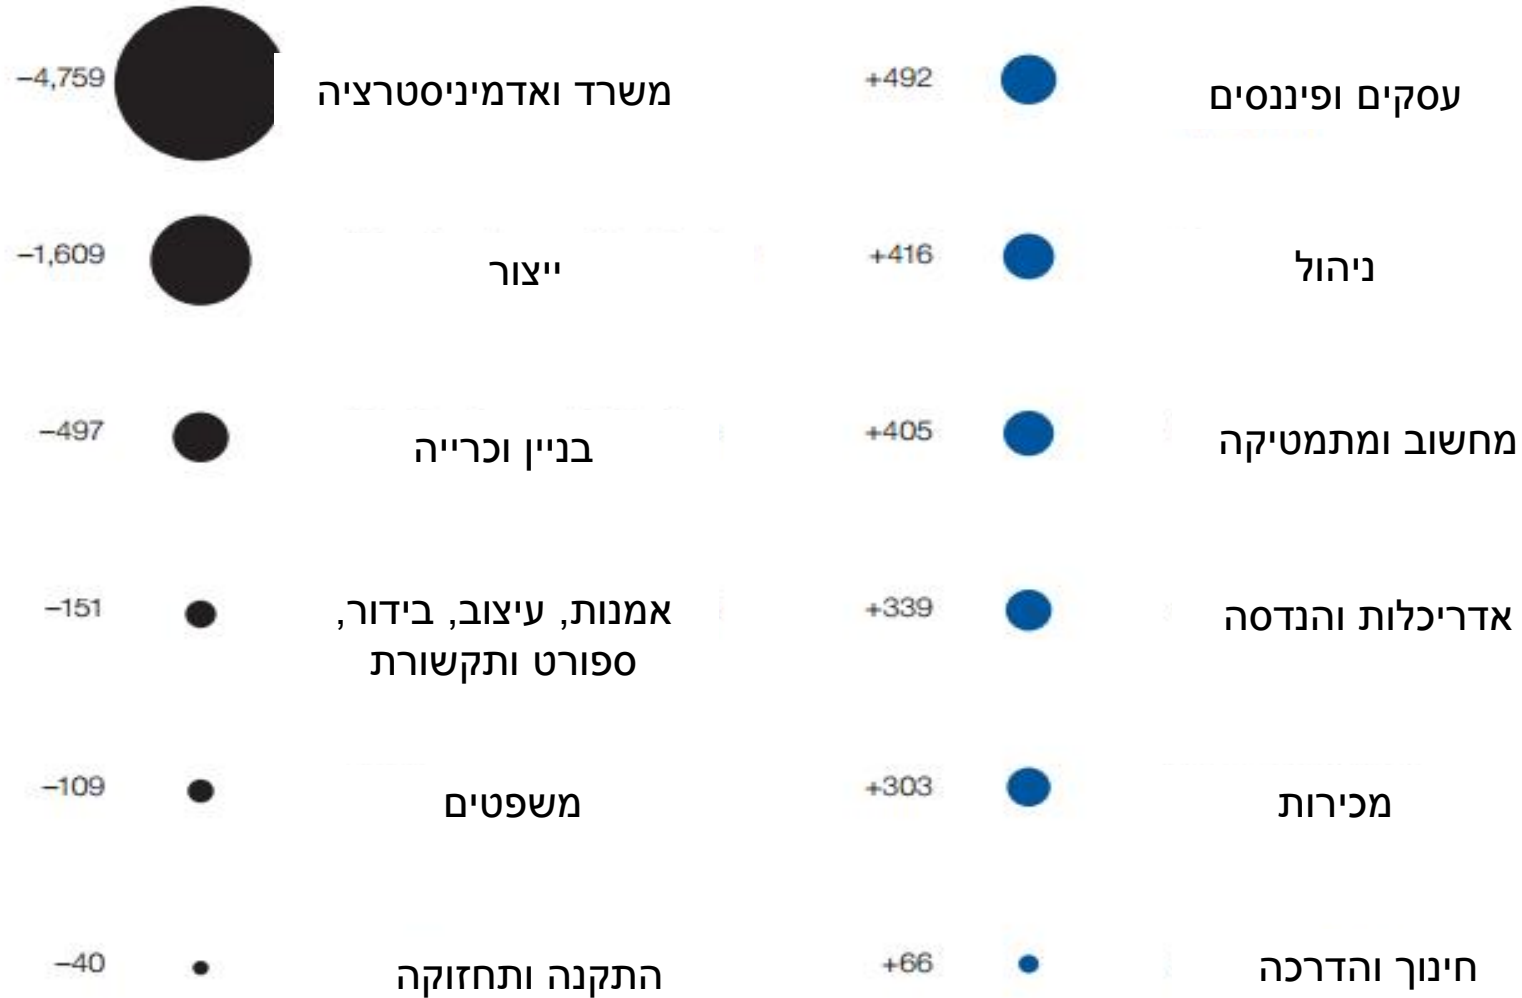 −4,759 משרד ואדמיניסטרציה
+492 עסקים ופיננסים
−1,609 ייצור
+416 ניהול
−497 בניין וכרייה
+405 מחשוב ומתמטיקה
−151 אמנות, עיצוב, בידור,
ספורט ותקשורת
+339 אדריכלות והנדסה
−109 משפטים
+303 מכירות
−40 התקנה ותחזוקה
+66 חינוך והדרכה